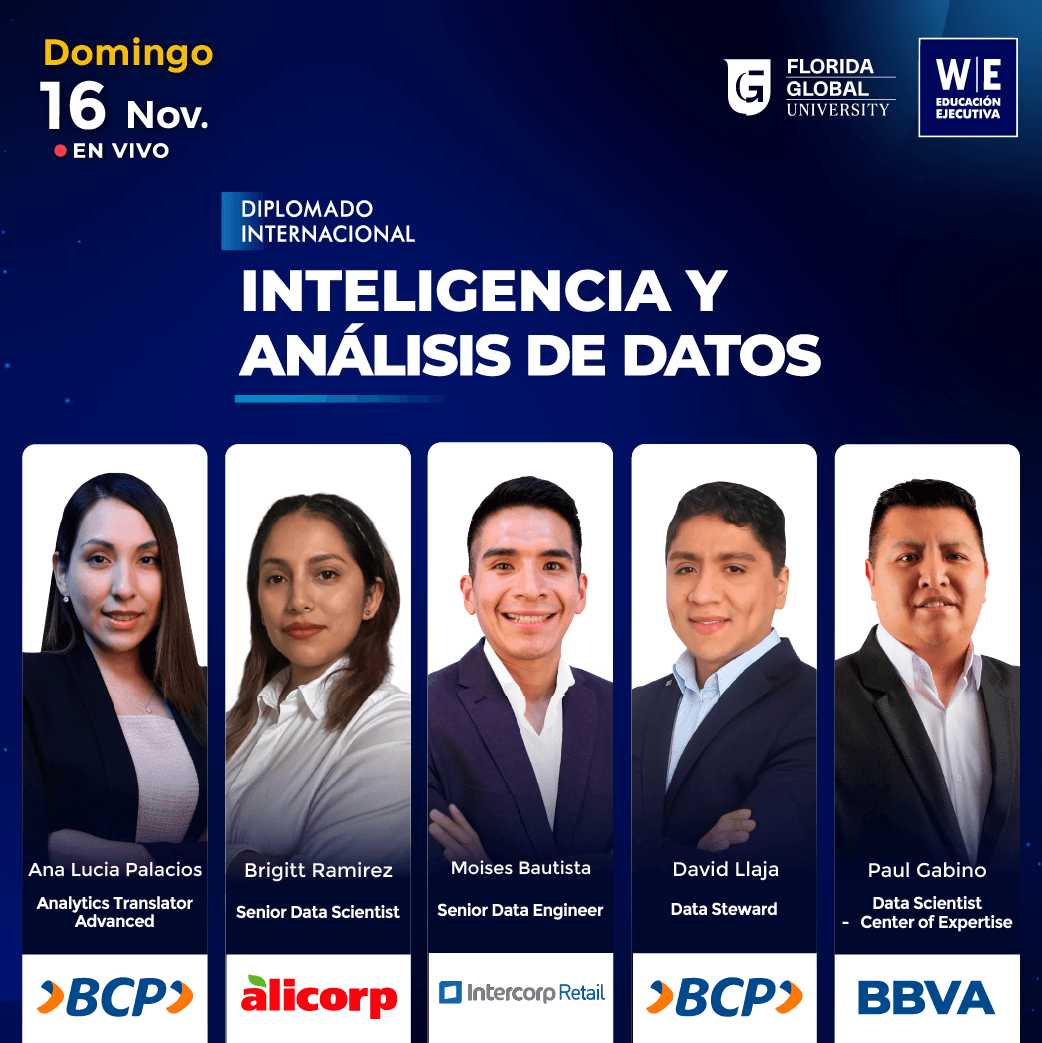 Domingo
16 Nov.
EN VIVO
FLORIDA
GLOBAL
UNIVERSITY
W|E
EDUCACIÓN
EJECUTIVA
DIPLOMADO
INTERNACIONAL
INTELIGENCIA Y
ANÁLISIS DE DATOS
Ana Lucia Palacios
Analytics Translator
Advanced
BCP
Brigitt Ramirez
Senior Data Scientist
alicorp
Moises Bautista
Senior Data Engineer
Intercorp Retail
David Llaja
Data Steward
BCP
Paul Gabino
Data Scientist
- Center of Expertise
BBVA